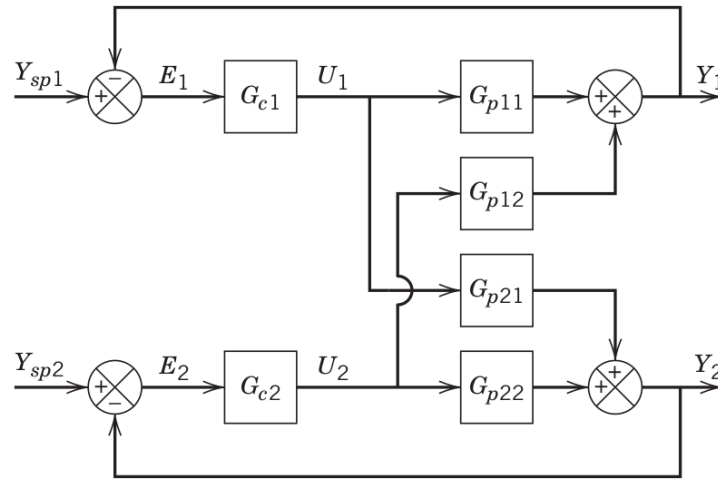 Y_sp1 + − E_1 G_c1 U_1 G_p11 + + Y_1
G_p12
G_p21
Y_sp2 + − E_2 G_c2 U_2 G_p22 + + Y_2